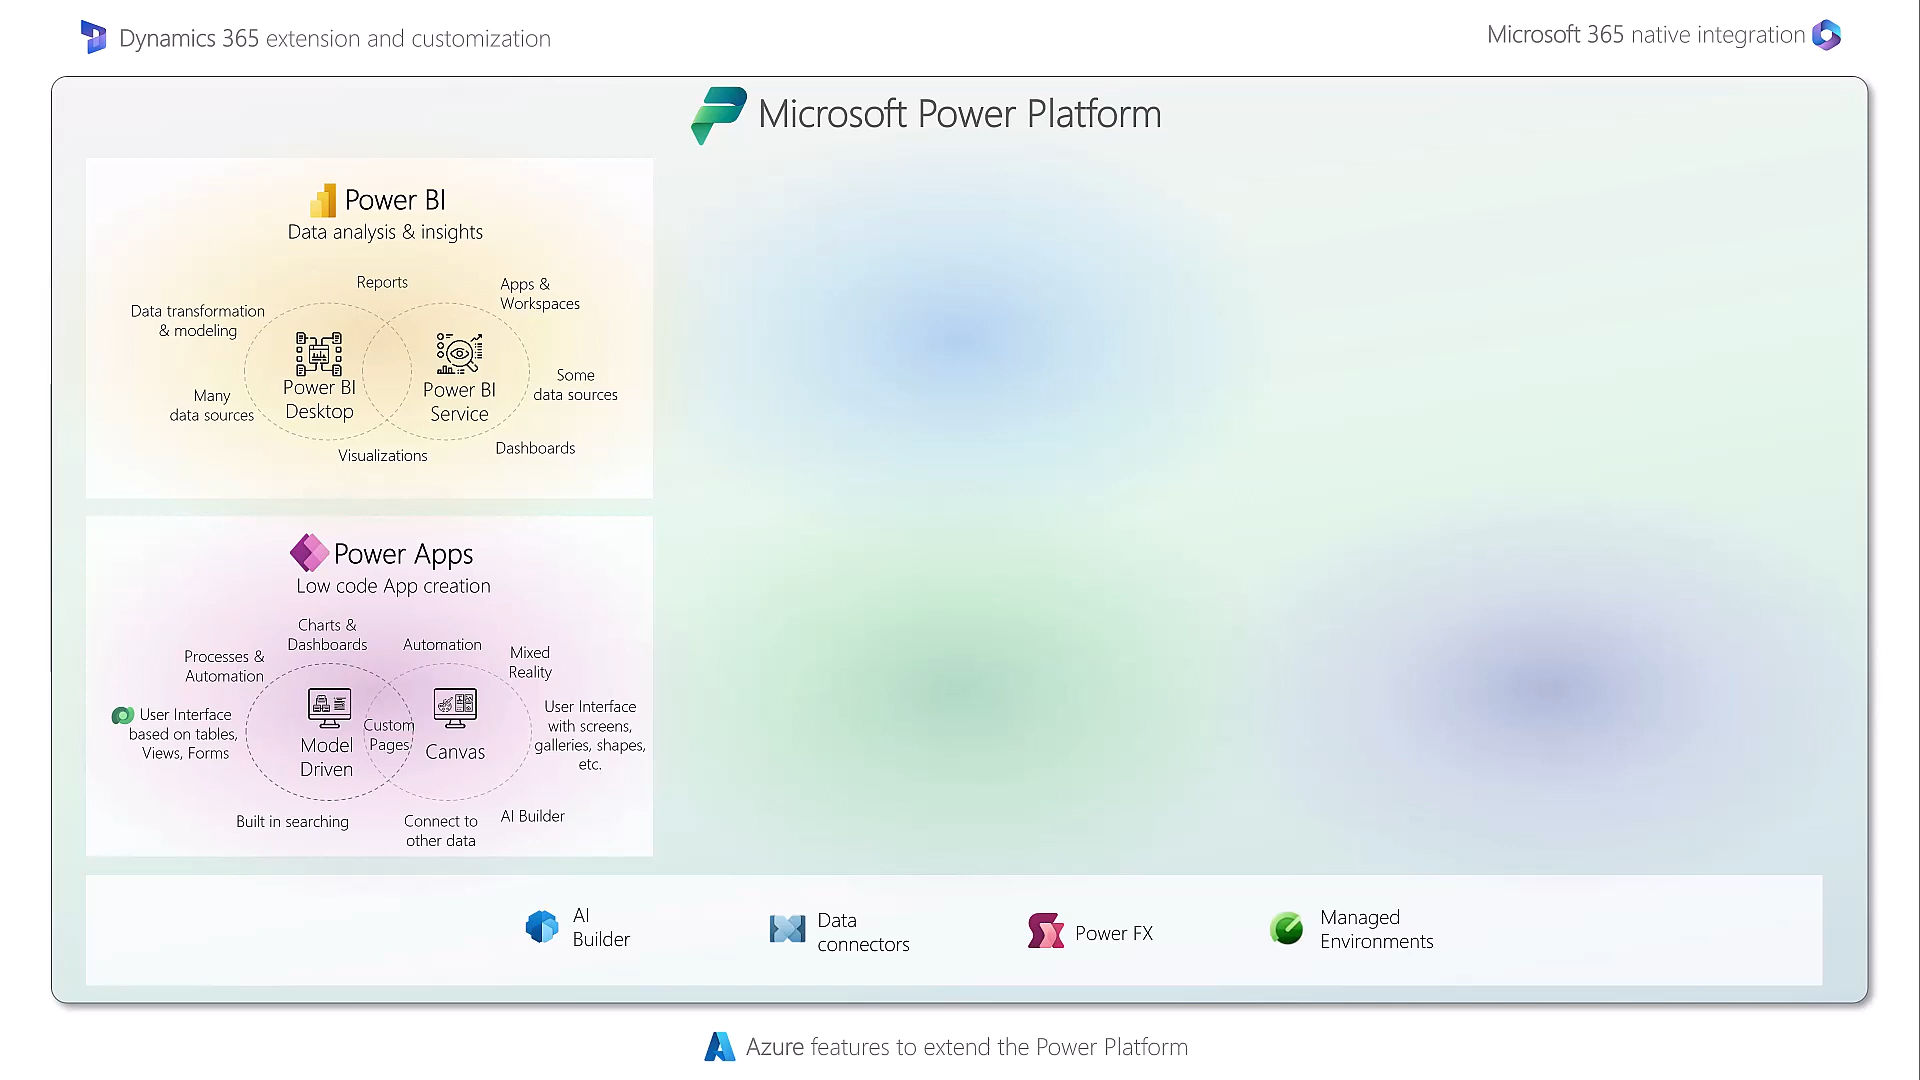 Dynamics 365 extension and customization
Microsoft 365 native integration
Microsoft Power Platform
Power BI
Data analysis & insights
Reports
Apps &
Workspaces
Data transformation
& modeling
Power BI
Desktop
Power BI
Service
Many
data sources
Some
data sources
Visualizations
Dashboards
Power Apps
Low code App creation
Charts &
Dashboards
Automation
Processes &
Automation
Mixed
Reality
User Interface
based on tables,
Views, Forms
Model
Driven
Custom
Pages
Canvas
User Interface
with screens,
galleries, shapes,
etc.
Built in searching
Connect to
other data
AI Builder
AI
Builder
Data
connectors
Power FX
Managed
Environments
Azure features to extend the Power Platform